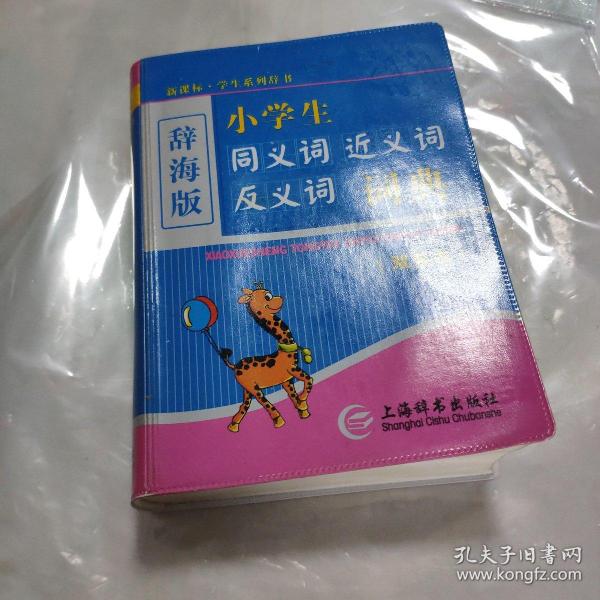 新课标·学生系列辞书
辞海版
小学生
同义词 近义词
反义词 词典
上海辞书出版社
Shanghai Cishu Chubanshe
孔夫子旧书网
www.kongfz.com